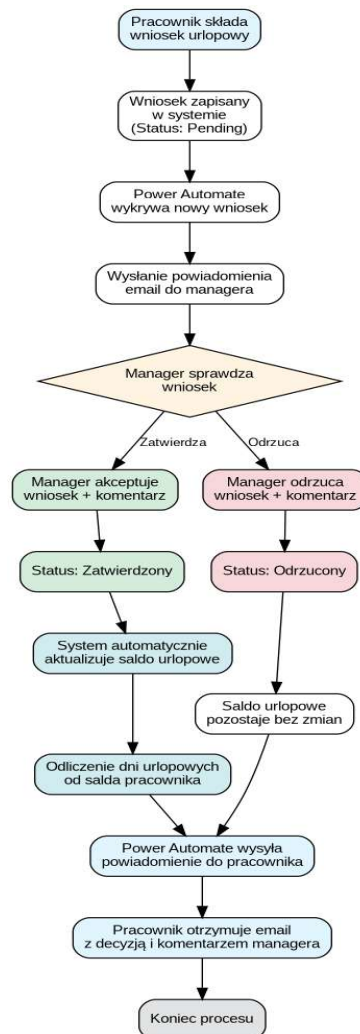 Pracownik składa
wniosek urlopowy
Wniosek zapisany
w systemie
(Status: Pending)
Power Automate
wykrywa nowy wniosek
Wysłanie powiadomienia
email do managera
Manager sprawdza
wniosek
Zatwierdza
Odrzuca
Manager akceptuje
wniosek + komentarz
Manager odrzuca
wniosek + komentarz
Status: Zatwierdzony
Status: Odrzucony
System automatycznie
aktualizuje saldo urlopowe
Saldo urlopowe
pozostaje bez zmian
Odliczenie dni urlopowych
od salda pracownika
Power Automate wysyła
powiadomienie do pracownika
Pracownik otrzymuje email
z decyzją i komentarzem managera
Koniec procesu